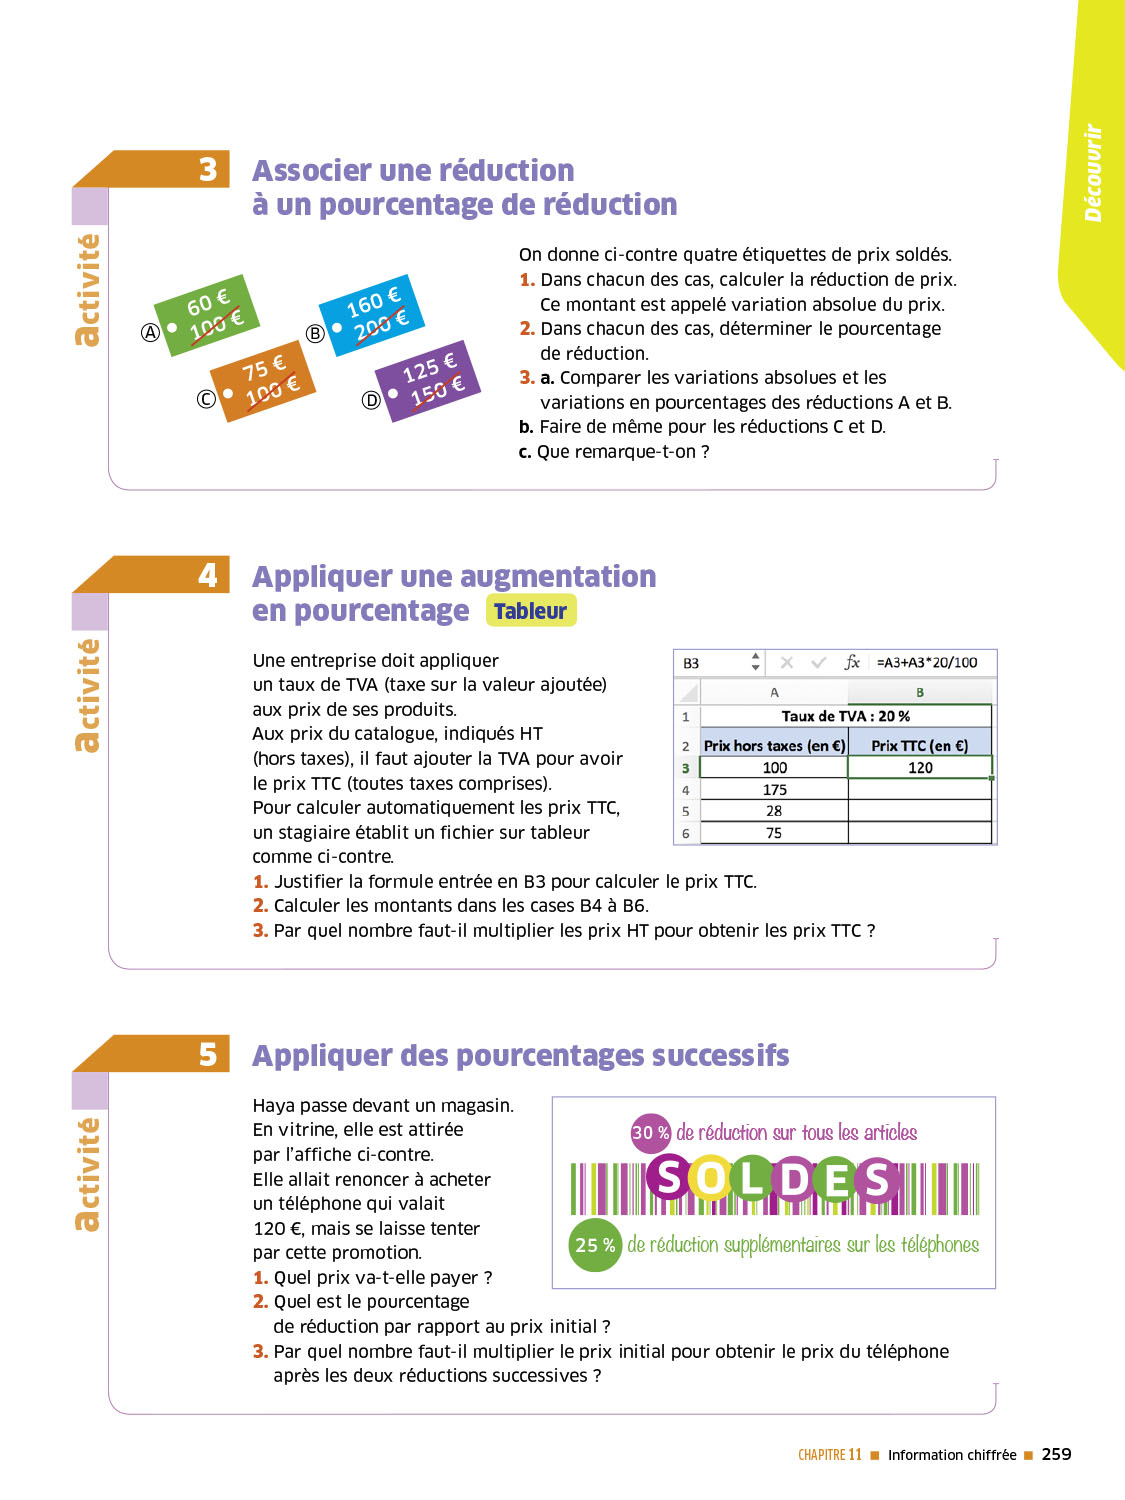 Découvrir
activité
3
Associer une réduction
à un pourcentage de réduction
A
60 €
100 €
B
160 €
200 €
C
75 €
100 €
D
125 €
150 €
On donne ci-contre quatre étiquettes de prix soldés.
1. Dans chacun des cas, calculer la réduction de prix.
Ce montant est appelé variation absolue du prix.
2. Dans chacun des cas, déterminer le pourcentage
de réduction.
3. a. Comparer les variations absolues et les
variations en pourcentages des réductions A et B.
b. Faire de même pour les réductions C et D.
c. Que remarque-t-on ?
activité
4
Appliquer une augmentation
en pourcentage Tableur
Une entreprise doit appliquer
un taux de TVA (taxe sur la valeur ajoutée)
aux prix de ses produits.
Aux prix du catalogue, indiqués HT
(hors taxes), il faut ajouter la TVA pour avoir
le prix TTC (toutes taxes comprises).
Pour calculer automatiquement les prix TTC,
un stagiaire établit un fichier sur tableur
comme ci-contre.
B3 fx =A3+A3*20/100
A B
1 Taux de TVA : 20 %
2 Prix hors taxes (en €) Prix TTC (en €)
3 100 120
4 175
5 28
6 75
1. Justifier la formule entrée en B3 pour calculer le prix TTC.
2. Calculer les montants dans les cases B4 à B6.
3. Par quel nombre faut-il multiplier les prix HT pour obtenir les prix TTC ?
activité
5
Appliquer des pourcentages successifs
Haya passe devant un magasin.
En vitrine, elle est attirée
par l'affiche ci-contre.
Elle allait renoncer à acheter
un téléphone qui valait
120 €, mais se laisse tenter
par cette promotion.
30 % de réduction sur tous les articles
SOLDES
25 % de réduction supplémentaires sur les téléphones
1. Quel prix va-t-elle payer ?
2. Quel est le pourcentage
de réduction par rapport au prix initial ?
3. Par quel nombre faut-il multiplier le prix initial pour obtenir le prix du téléphone
après les deux réductions successives ?
CHAPITRE 11 ■ Information chiffrée ■ 259